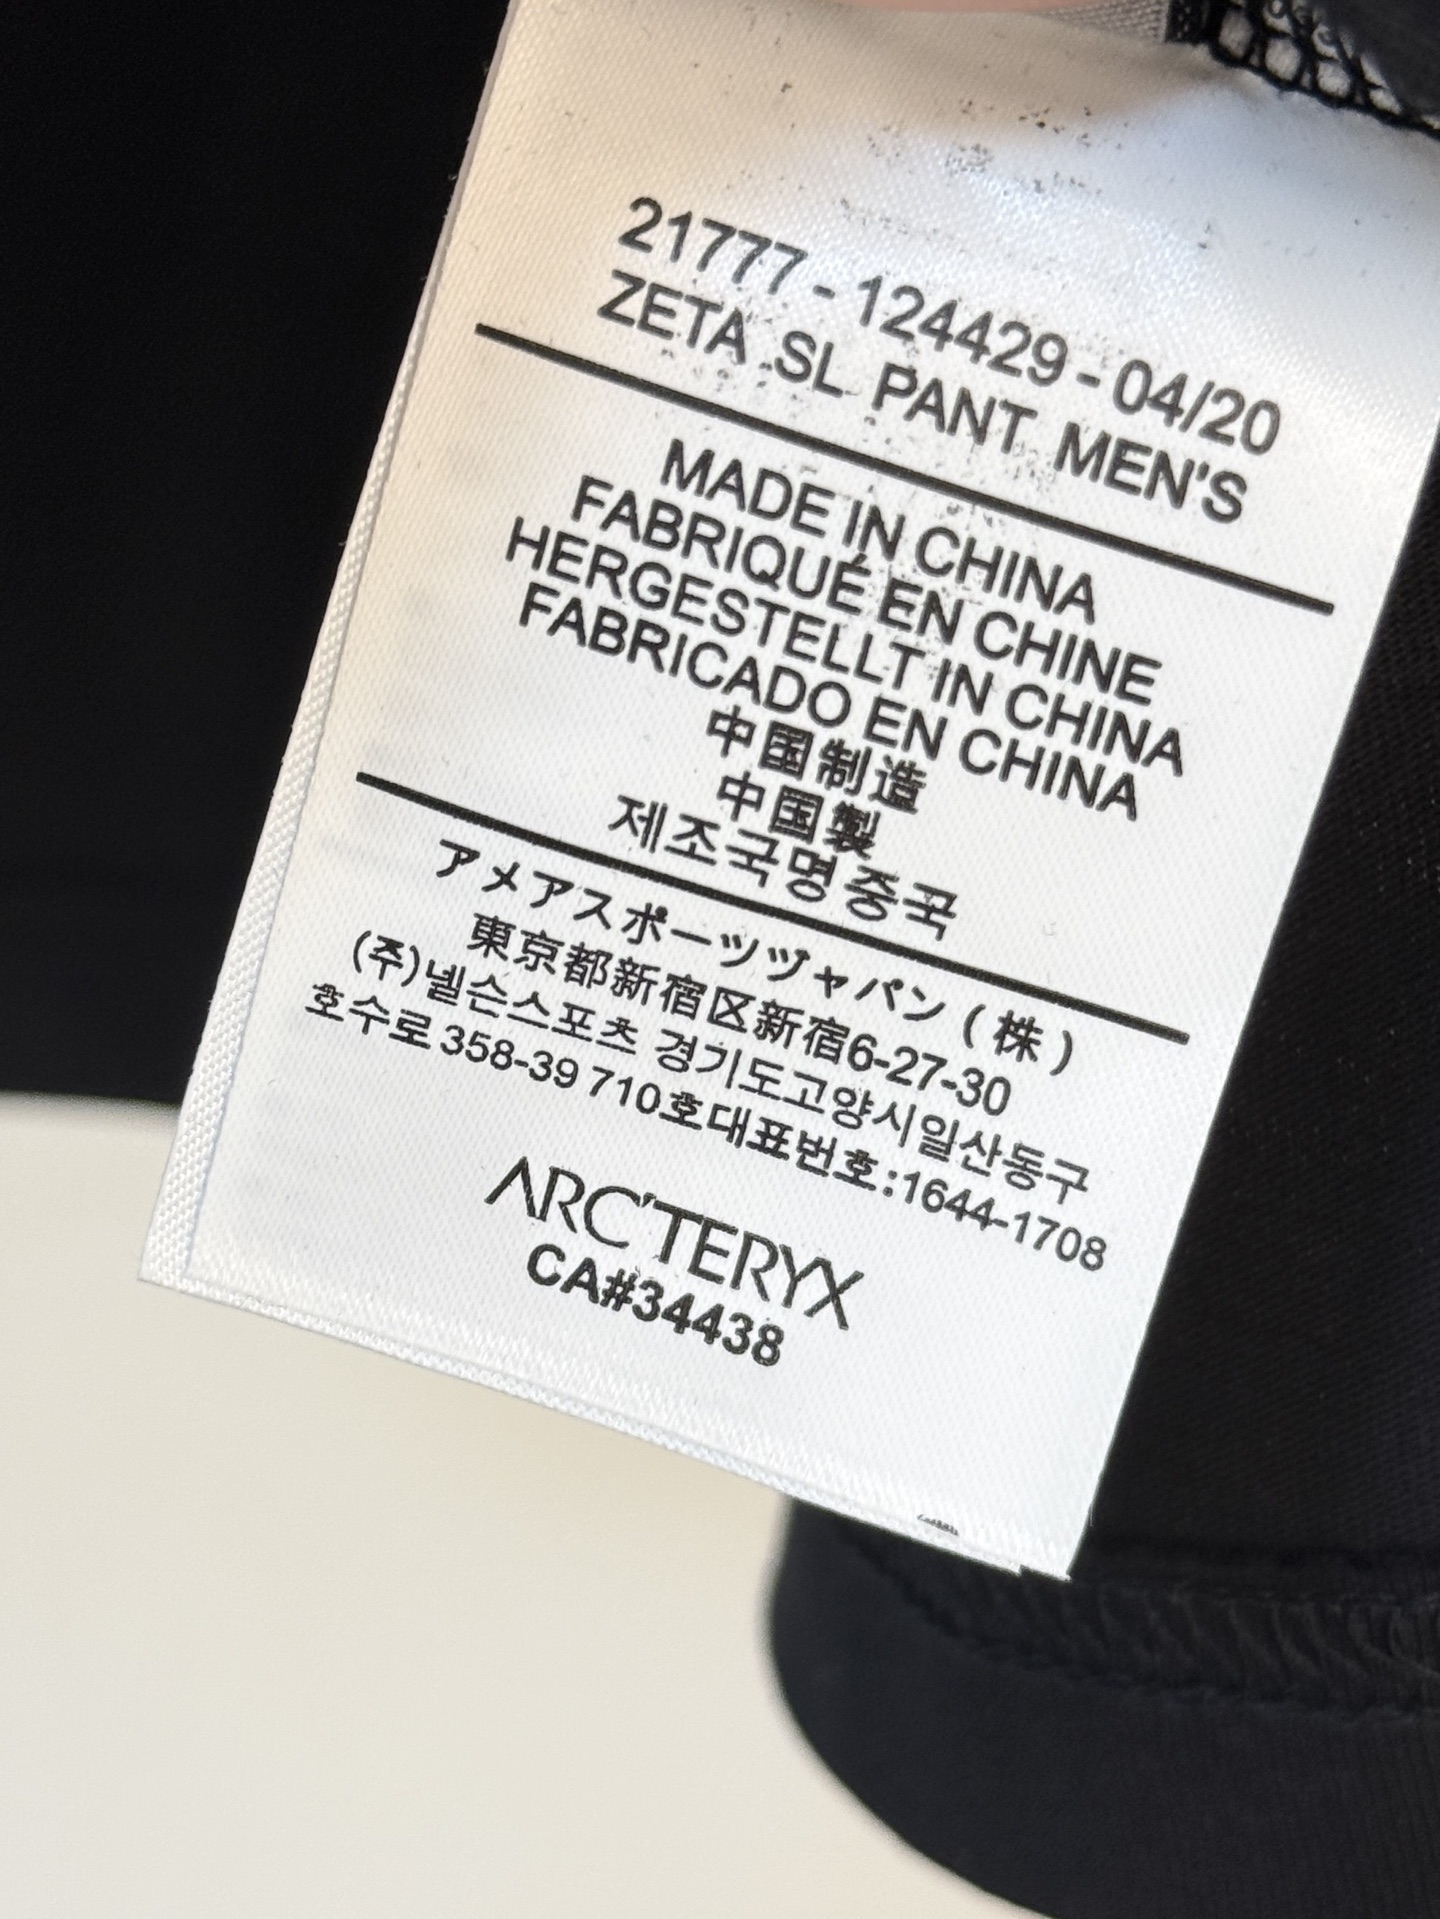 21777 - 124429 - 04/20
ZETA SL PANT MEN'S
MADE IN CHINA
FABRIQUÉ EN CHINE
HERGESTELLT IN CHINA
FABRICADO EN CHINA
中国制造
中国製
제조국명 중국
アメアスポーツヅャパン (株)
東京都新宿区新宿6-27-30
(주)넬슨스포츠 경기도고양시일산동구
호수로 358-39 710호대표번호:1644-1708
ARC'TERYX
CA#34438